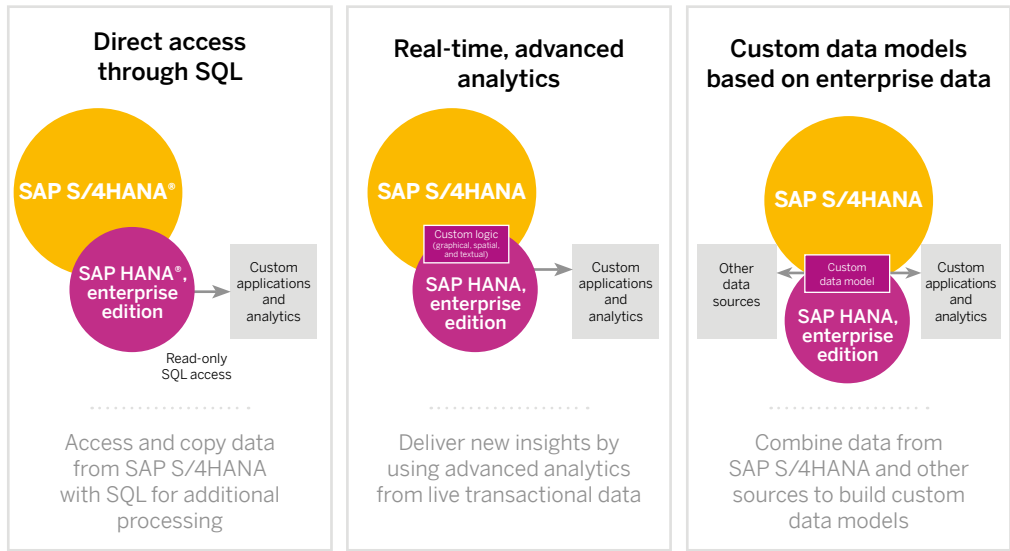 Direct access
through SQL
SAP S/4HANA®
SAP HANA®,
enterprise
edition
Custom
applications
and
analytics
Read-only
SQL access
Access and copy data
from SAP S/4HANA
with SQL for additional
processing
Real-time, advanced
analytics
SAP S/4HANA
Custom logic
(graphical, spatial,
and textual)
SAP HANA,
enterprise
edition
Custom
applications
and
analytics
Deliver new insights by
using advanced analytics
from live transactional data
Custom data models
based on enterprise data
SAP S/4HANA
Other
data
sources
Custom
data model
Custom
applications
and
analytics
SAP HANA,
enterprise
edition
Combine data from
SAP S/4HANA and other
sources to build custom
data models